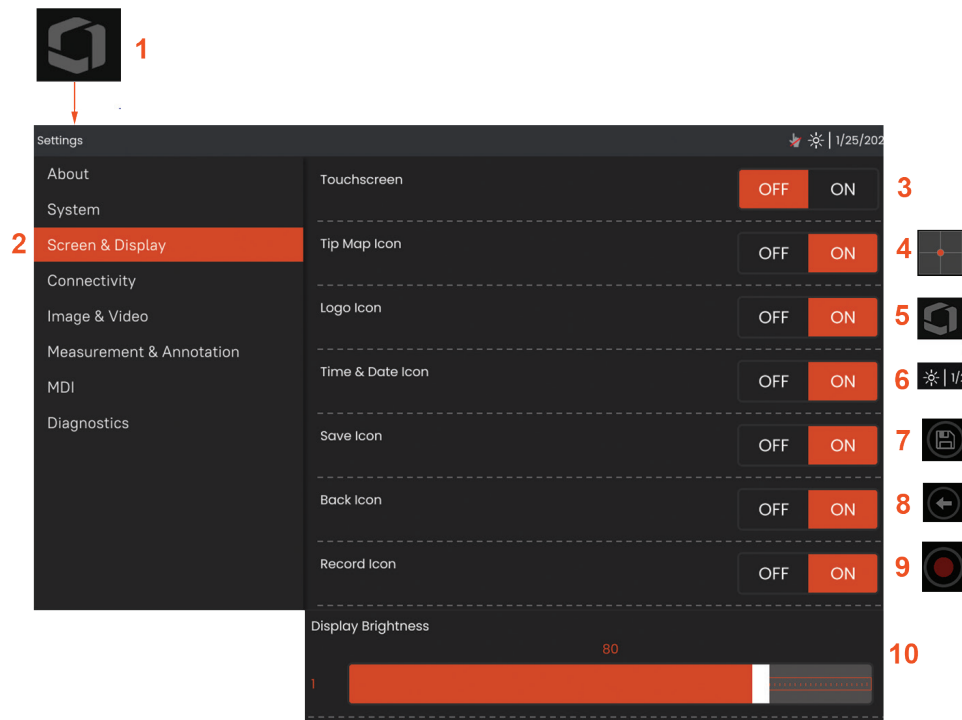 1
Settings
1/25/202
About
System
2 Screen & Display
Connectivity
Image & Video
Measurement & Annotation
MDI
Diagnostics
Touchscreen OFF ON 3
Tip Map Icon OFF ON 4
Logo Icon OFF ON 5
Time & Date Icon OFF ON 6 1/
Save Icon OFF ON 7
Back Icon OFF ON 8
Record Icon OFF ON 9
Display Brightness
80
10
1